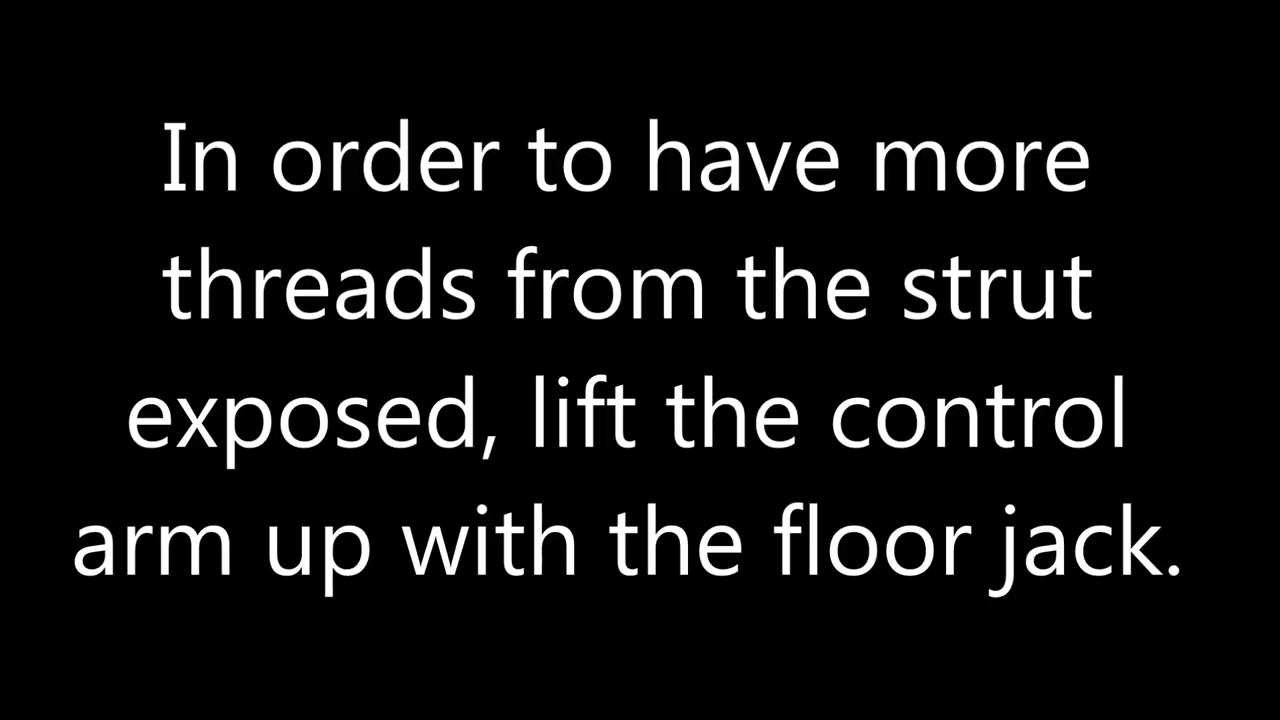 In order to have more
threads from the strut
exposed, lift the control
arm up with the floor jack.